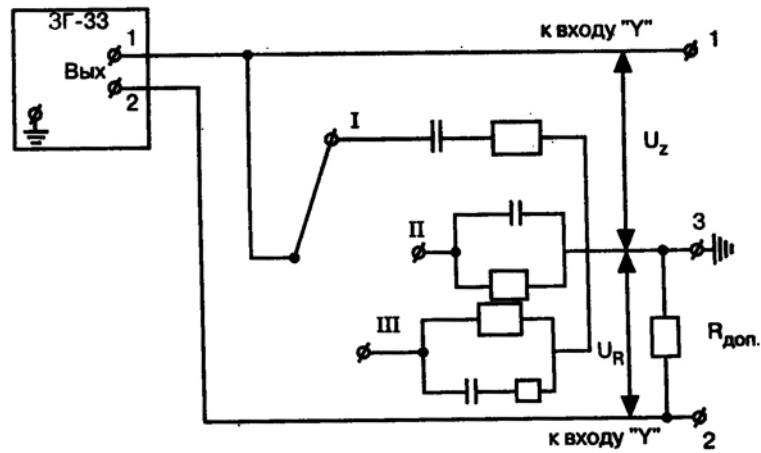 ЗГ-33
1
Вых
2
к входу "Y"
1
I
U_z
II
3
III
U_R
R_доп.
к входу "Y"
2